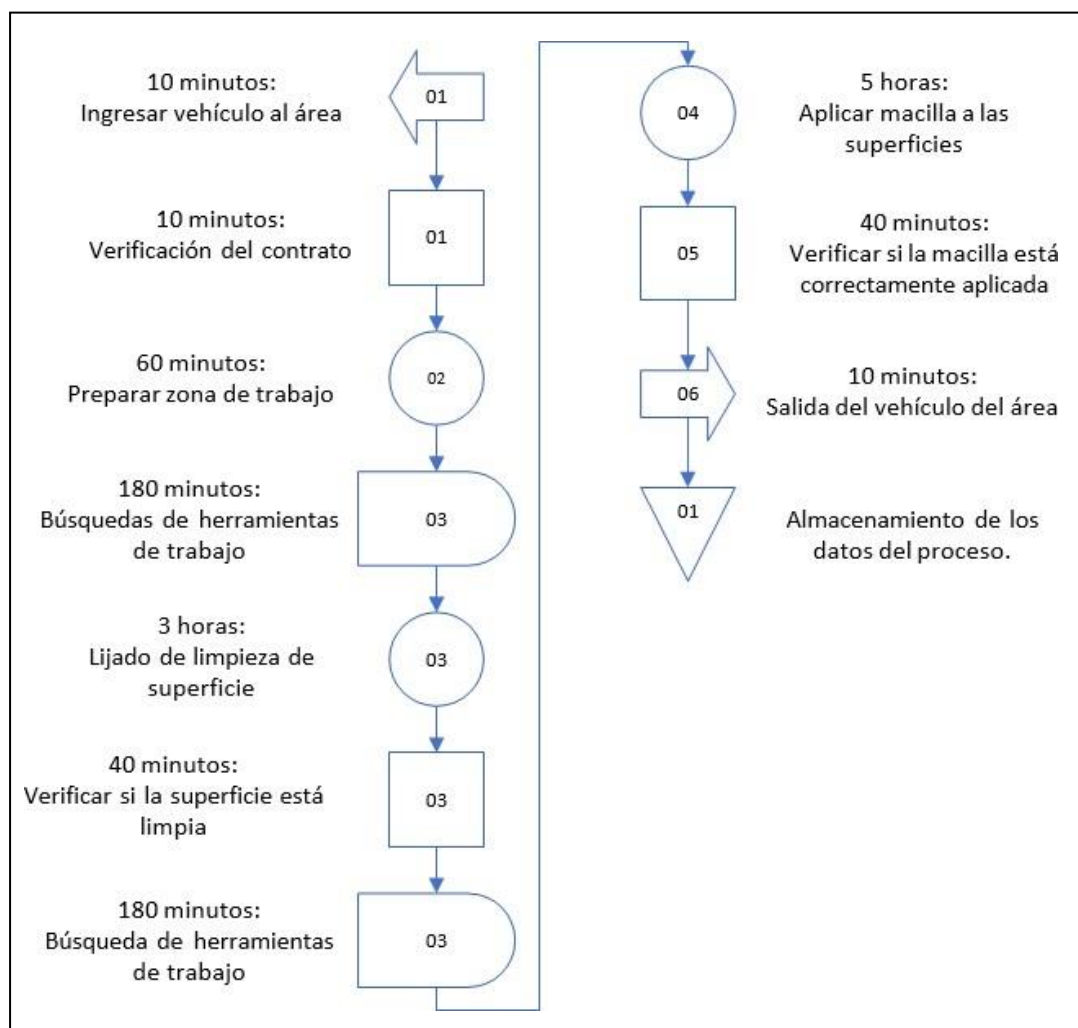 10 minutos:
Ingresar vehículo al área
01
10 minutos:
Verificación del contrato
01
60 minutos:
Preparar zona de trabajo
02
180 minutos:
Búsquedas de herramientas
de trabajo
03
3 horas:
Lijado de limpieza de
superficie
03
40 minutos:
Verificar si la superficie está
limpia
03
180 minutos:
Búsqueda de herramientas
de trabajo
03
04
5 horas:
Aplicar macilla a las
superficies
05
40 minutos:
Verificar si la macilla está
correctamente aplicada
06
10 minutos:
Salida del vehículo del área
01
Almacenamiento de los
datos del proceso.